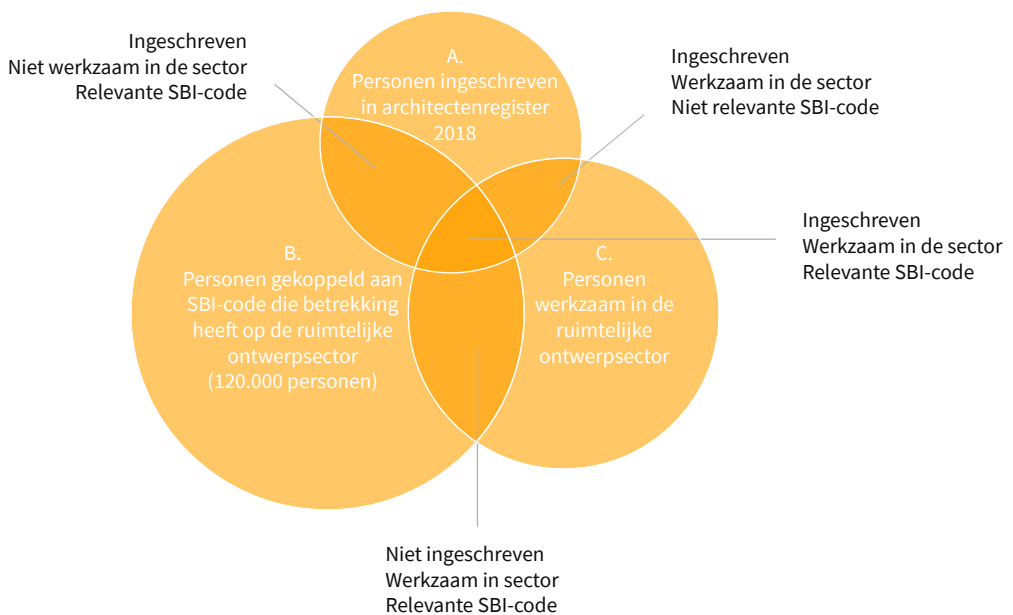 Ingeschreven
Niet werkzaam in de sector
Relevante SBI-code
A.
Personen ingeschreven
in architectenregister
2018
Ingeschreven
Werkzaam in de sector
Niet relevante SBI-code
Ingeschreven
Werkzaam in de sector
Relevante SBI-code
B.
Personen gekoppeld aan
SBI-code die betrekking
heeft op de ruimtelijke
ontwerpsector
(120.000 personen)
C.
Personen
werkzaam in de
ruimtelijke
ontwerpsector
Niet ingeschreven
Werkzaam in sector
Relevante SBI-code